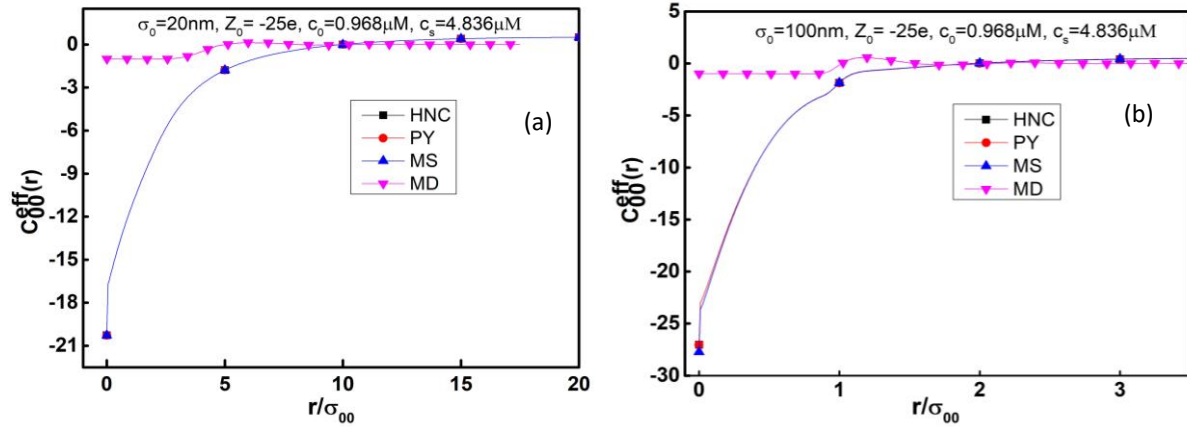 σ₀=20nm, Z₀= -25e, c₀=0.968μM, cₛ=4.836μM
0
-3
-6
-9
-12
-15
-18
-21
C₀₀ᵉᶠᶠ(r)
HNC
PY
MS
MD
(a)
0
5
10
15
20
r/σ₀₀
σ₀=100nm, Z₀= -25e, c₀=0.968μM, cₛ=4.836μM
5
0
-5
-10
-15
-20
-25
-30
C₀₀ᵉᶠᶠ(r)
HNC
PY
MS
MD
(b)
0
1
2
3
r/σ₀₀